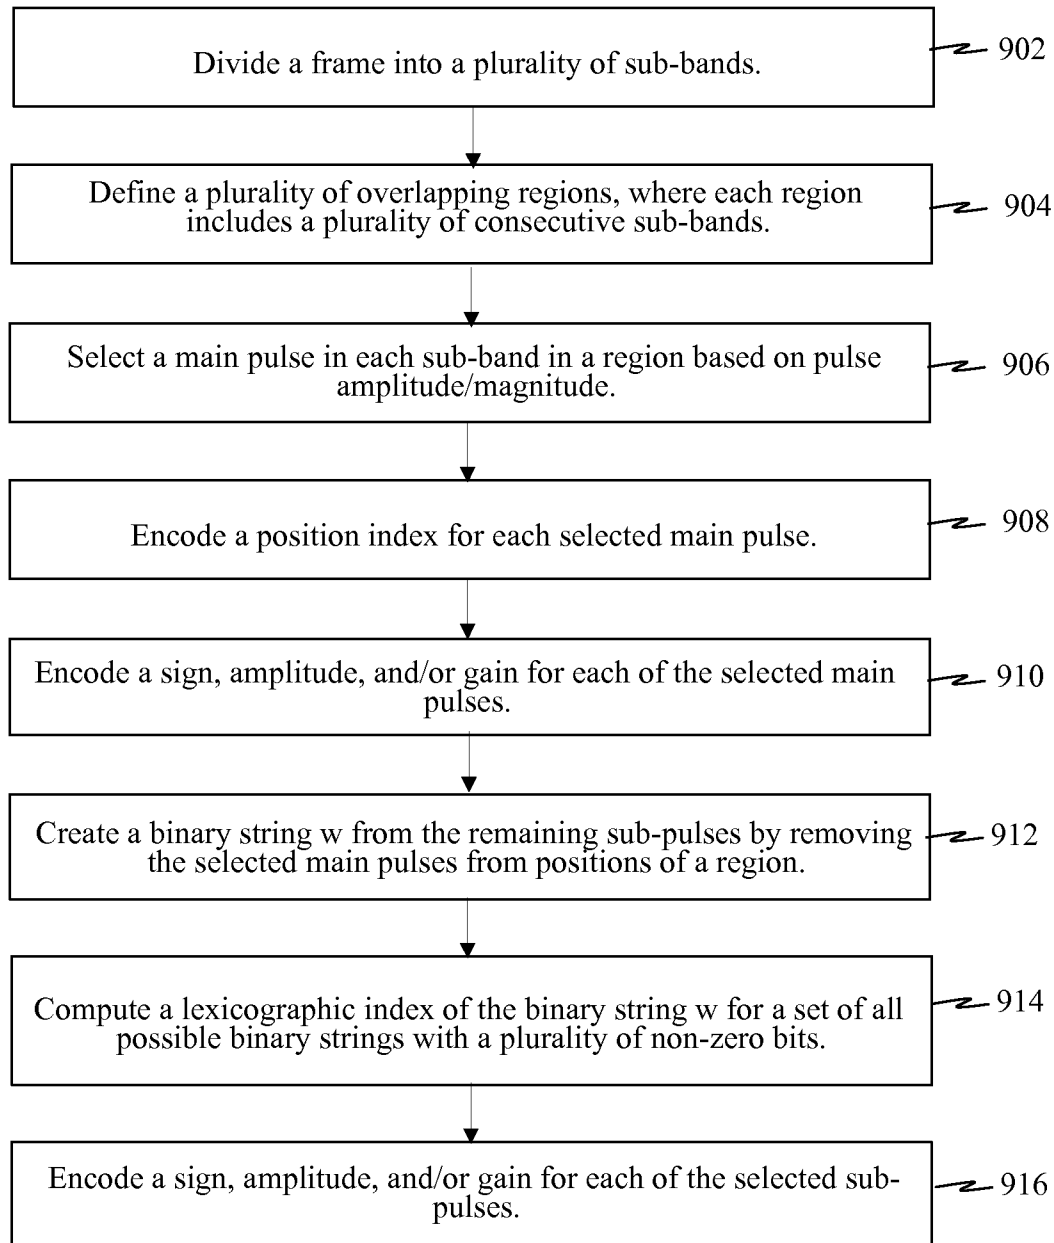 Divide a frame into a plurality of sub-bands.
902
Define a plurality of overlapping regions, where each region
includes a plurality of consecutive sub-bands.
904
Select a main pulse in each sub-band in a region based on pulse
amplitude/magnitude.
906
Encode a position index for each selected main pulse.
908
Encode a sign, amplitude, and/or gain for each of the selected main
pulses.
910
Create a binary string w from the remaining sub-pulses by removing
the selected main pulses from positions of a region.
912
Compute a lexicographic index of the binary string w for a set of all
possible binary strings with a plurality of non-zero bits.
914
Encode a sign, amplitude, and/or gain for each of the selected sub-
pulses.
916